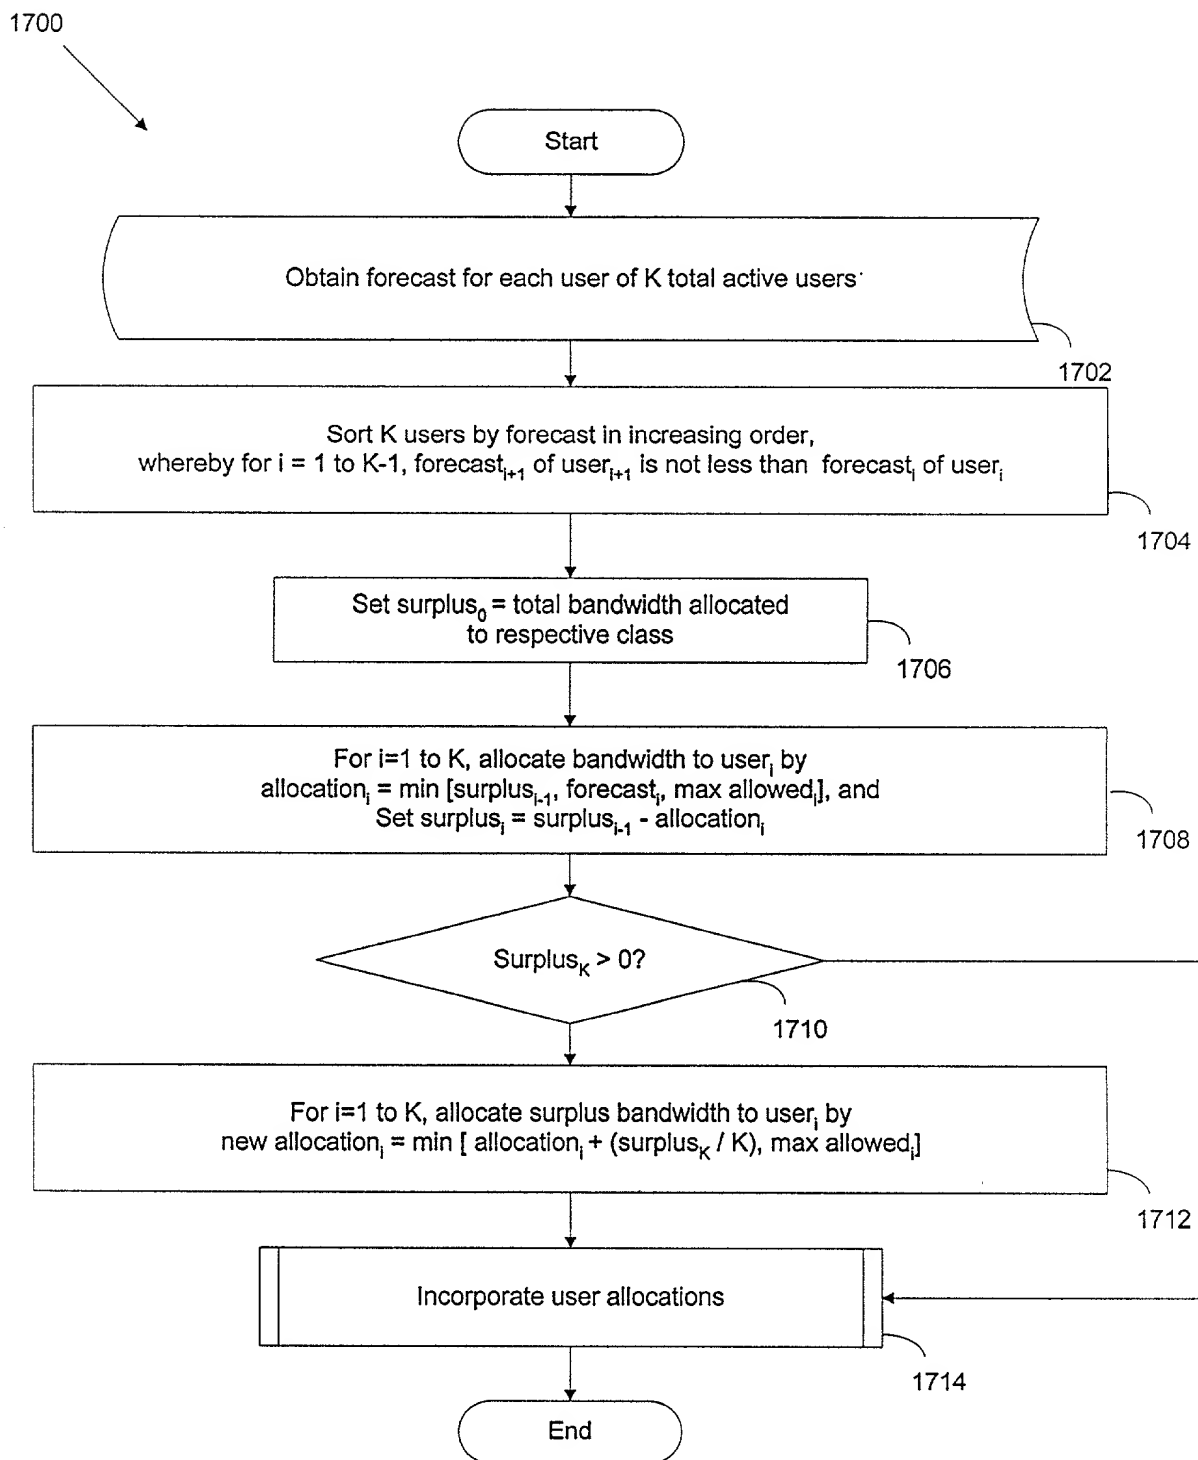 1700
Start
Obtain forecast for each user of K total active users
1702
Sort K users by forecast in increasing order,
whereby for i = 1 to K-1, forecastᵢ₊₁ of userᵢ₊₁ is not less than forecastᵢ of userᵢ
1704
Set surplus₀ = total bandwidth allocated
to respective class
1706
For i=1 to K, allocate bandwidth to userᵢ by
allocationᵢ = min [surplusᵢ₋₁, forecastᵢ, max allowedᵢ], and
Set surplusᵢ = surplusᵢ₋₁ - allocationᵢ
1708
Surplus_K > 0?
1710
For i=1 to K, allocate surplus bandwidth to userᵢ by
new allocationᵢ = min [ allocationᵢ + (surplus_K / K), max allowedᵢ]
1712
Incorporate user allocations
1714
End